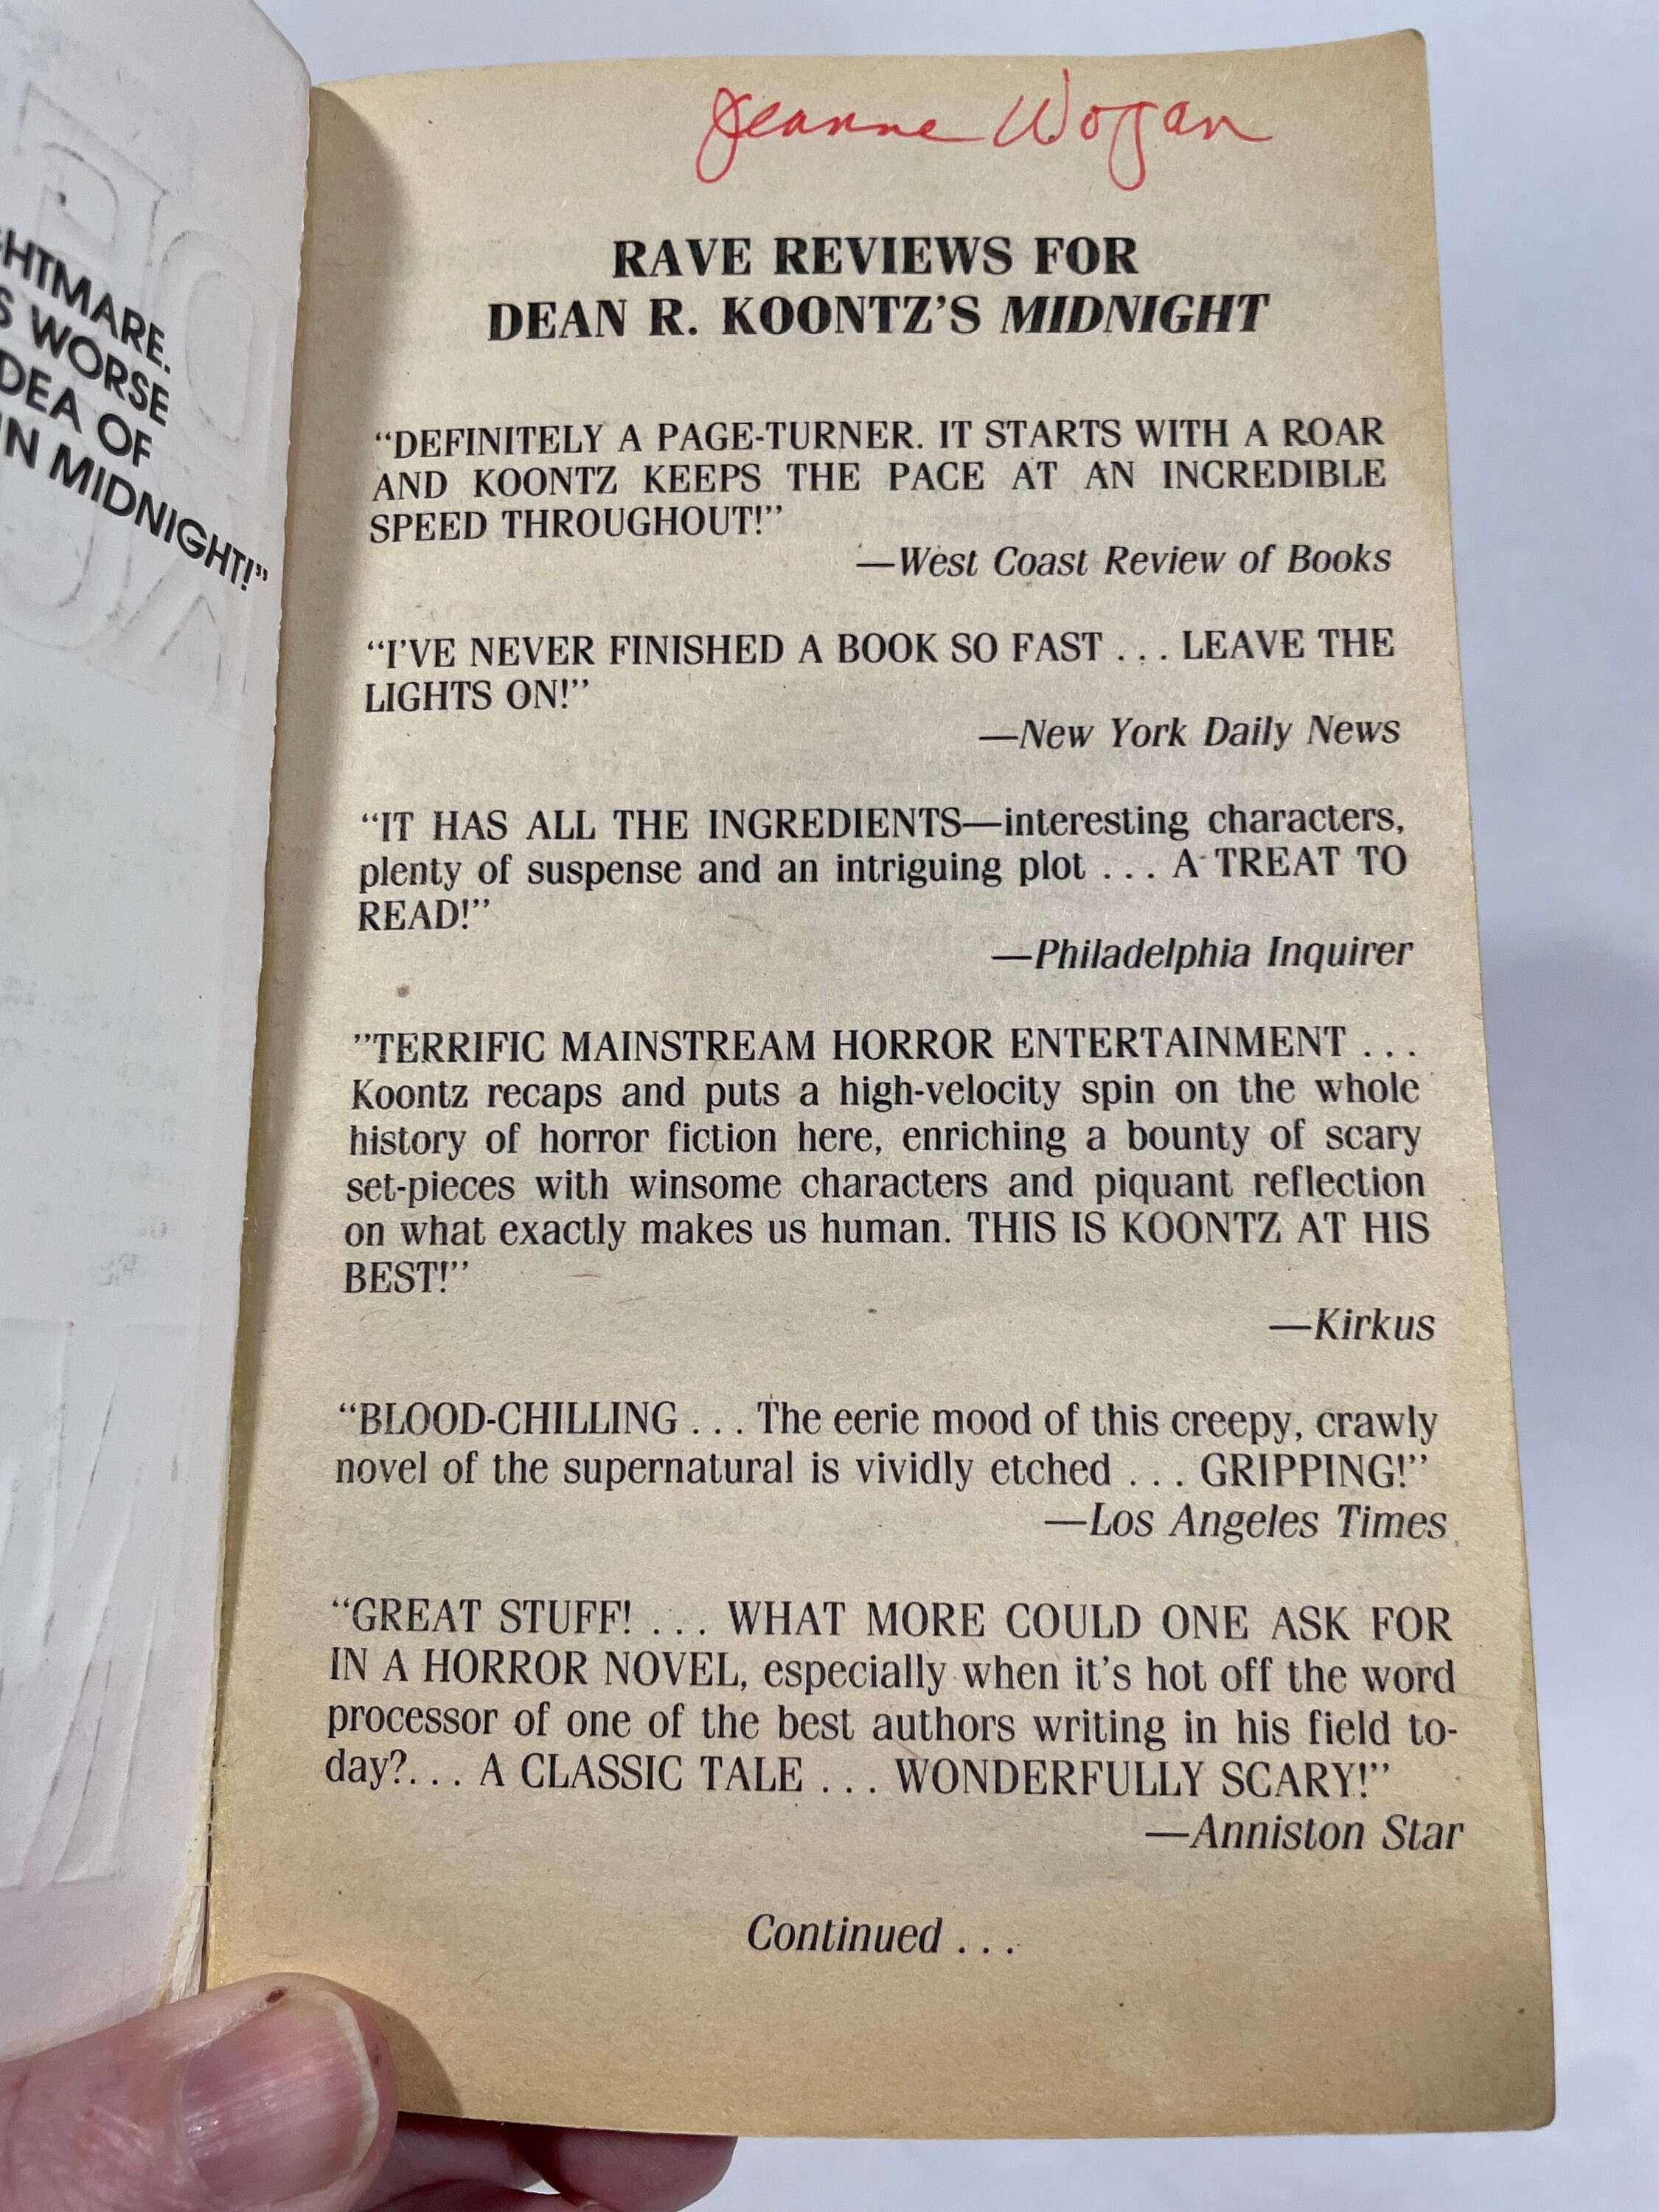 HTMARE.
S WORSE
DEA OF
IN MIDNIGHT!”
Jeanne Wogan
RAVE REVIEWS FOR
DEAN R. KOONTZ’S MIDNIGHT
“DEFINITELY A PAGE-TURNER. IT STARTS WITH A ROAR
AND KOONTZ KEEPS THE PACE AT AN INCREDIBLE
SPEED THROUGHOUT!”
—West Coast Review of Books
“I’VE NEVER FINISHED A BOOK SO FAST . . . LEAVE THE
LIGHTS ON!”
—New York Daily News
“IT HAS ALL THE INGREDIENTS—interesting characters,
plenty of suspense and an intriguing plot . . . A TREAT TO
READ!”
—Philadelphia Inquirer
”TERRIFIC MAINSTREAM HORROR ENTERTAINMENT . . .
Koontz recaps and puts a high-velocity spin on the whole
history of horror fiction here, enriching a bounty of scary
set-pieces with winsome characters and piquant reflection
on what exactly makes us human. THIS IS KOONTZ AT HIS
BEST!”
—Kirkus
“BLOOD-CHILLING . . . The eerie mood of this creepy, crawly
novel of the supernatural is vividly etched . . . GRIPPING!”
—Los Angeles Times
“GREAT STUFF! . . . WHAT MORE COULD ONE ASK FOR
IN A HORROR NOVEL, especially when it’s hot off the word
processor of one of the best authors writing in his field to-
day?. . . A CLASSIC TALE . . . WONDERFULLY SCARY!”
—Anniston Star
Continued . . .